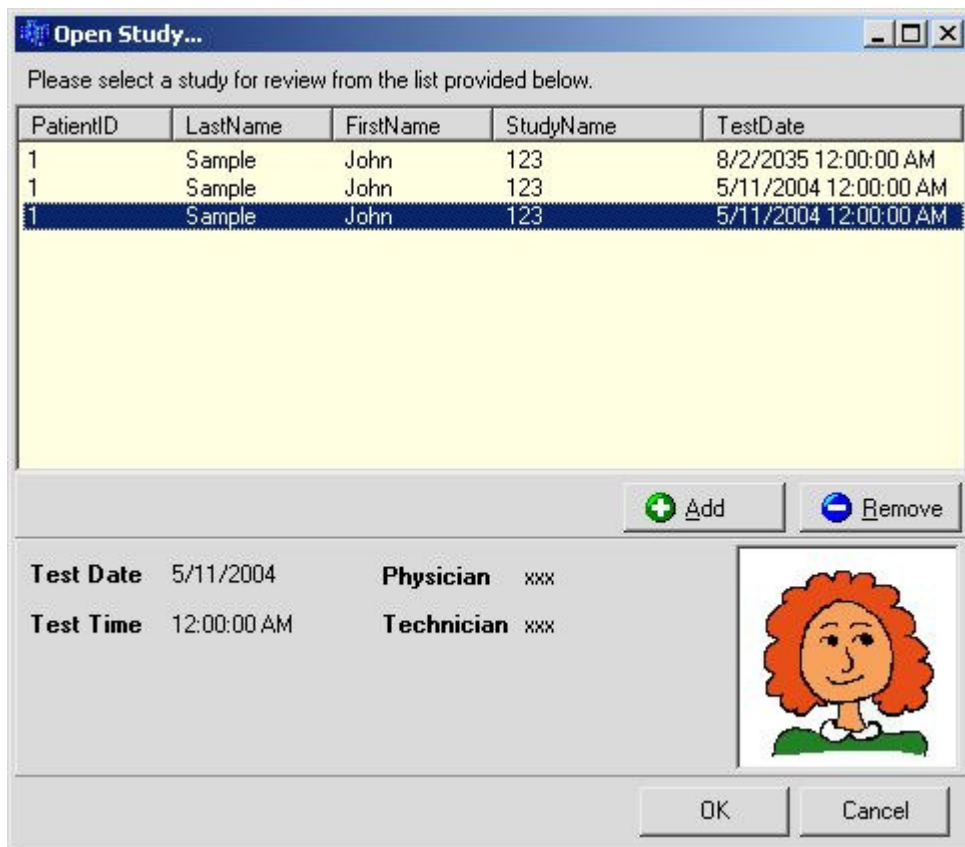 Open Study...
Please select a study for review from the list provided below.
PatientID LastName FirstName StudyName TestDate
1 Sample John 123 8/2/2035 12:00:00 AM
1 Sample John 123 5/11/2004 12:00:00 AM
1 Sample John 123 5/11/2004 12:00:00 AM
Add Remove
Test Date 5/11/2004 Physician xxx
Test Time 12:00:00 AM Technician xxx
OK Cancel